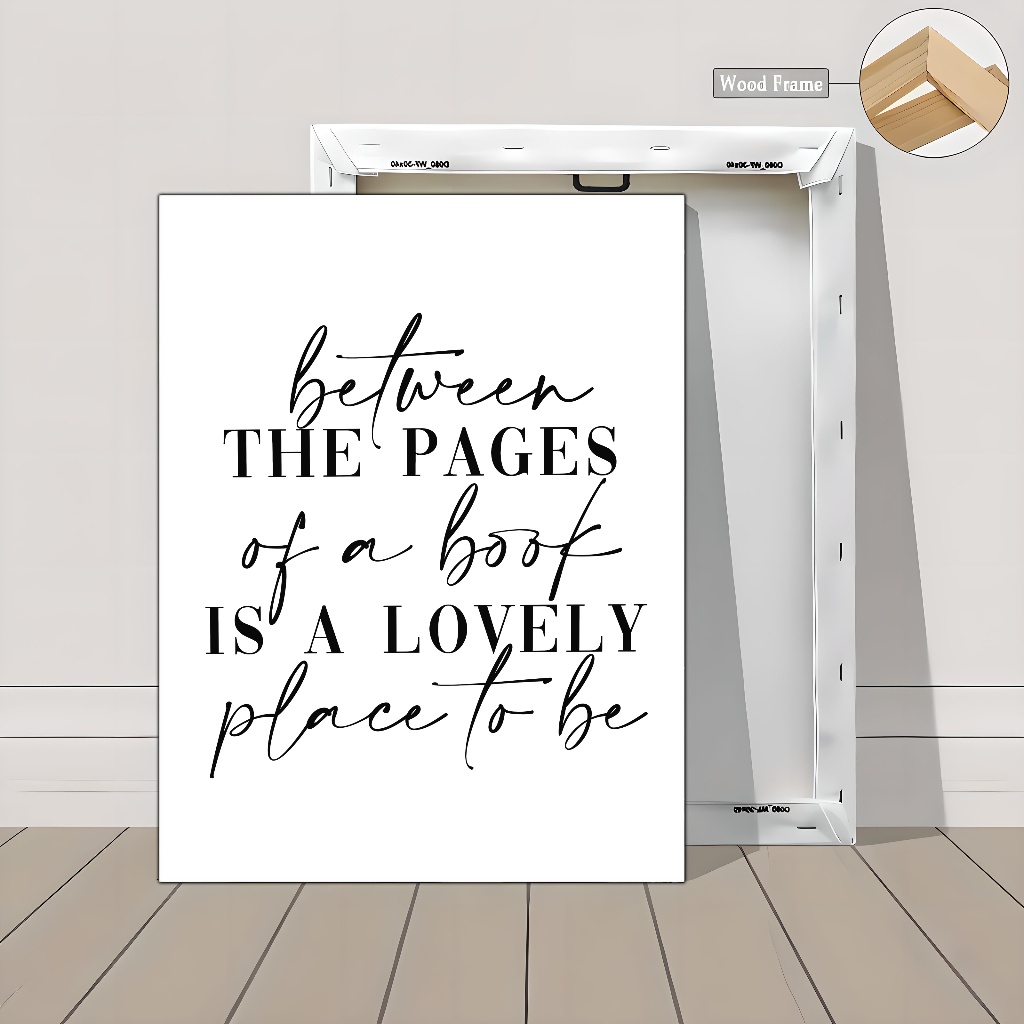 Wood Frame
between
THE PAGES
of a book
IS A LOVELY
place to be